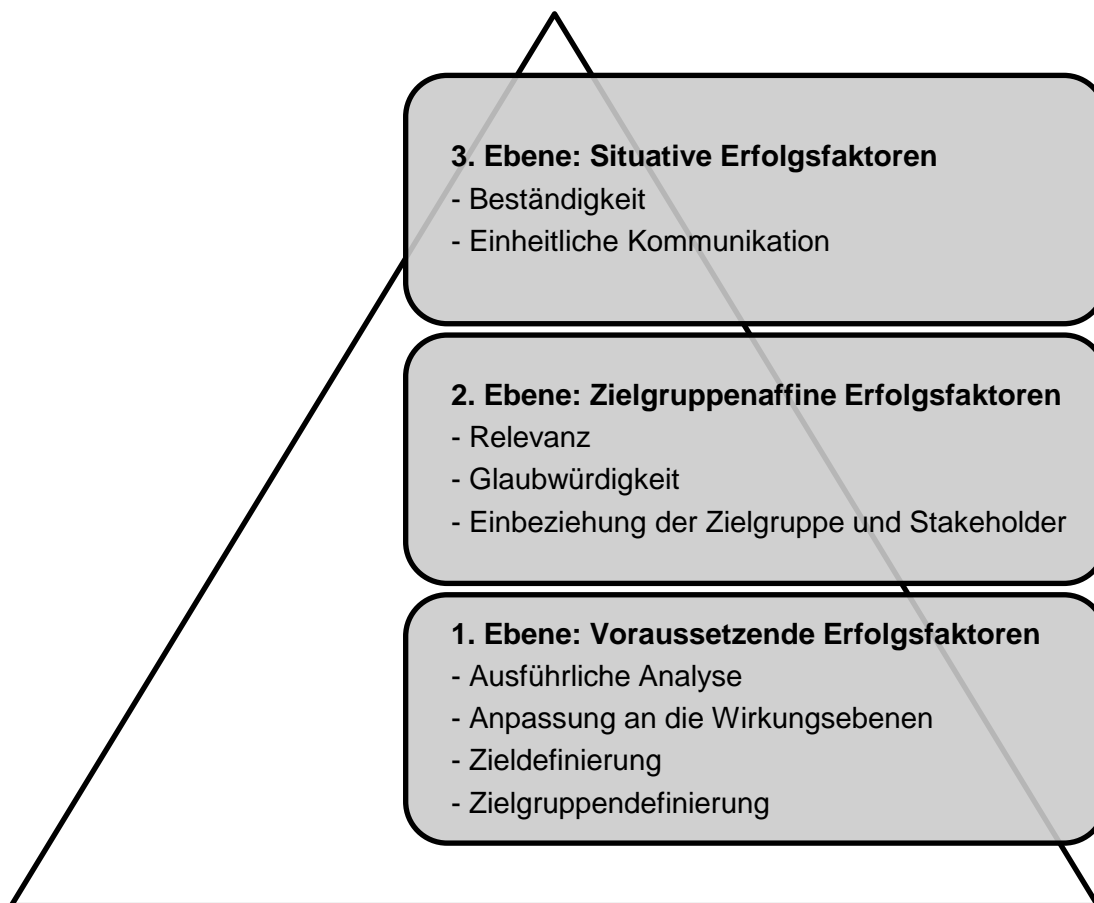 3. Ebene: Situative Erfolgsfaktoren
- Beständigkeit
- Einheitliche Kommunikation
2. Ebene: Zielgruppenaffine Erfolgsfaktoren
- Relevanz
- Glaubwürdigkeit
- Einbeziehung der Zielgruppe und Stakeholder
1. Ebene: Voraussetzende Erfolgsfaktoren
- Ausführliche Analyse
- Anpassung an die Wirkungsebenen
- Zieldefinierung
- Zielgruppendefinierung